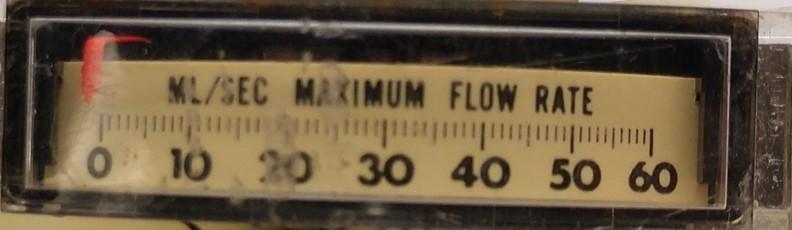 ML/SEC MAXIMUM FLOW RATE
0 10 20 30 40 50 60